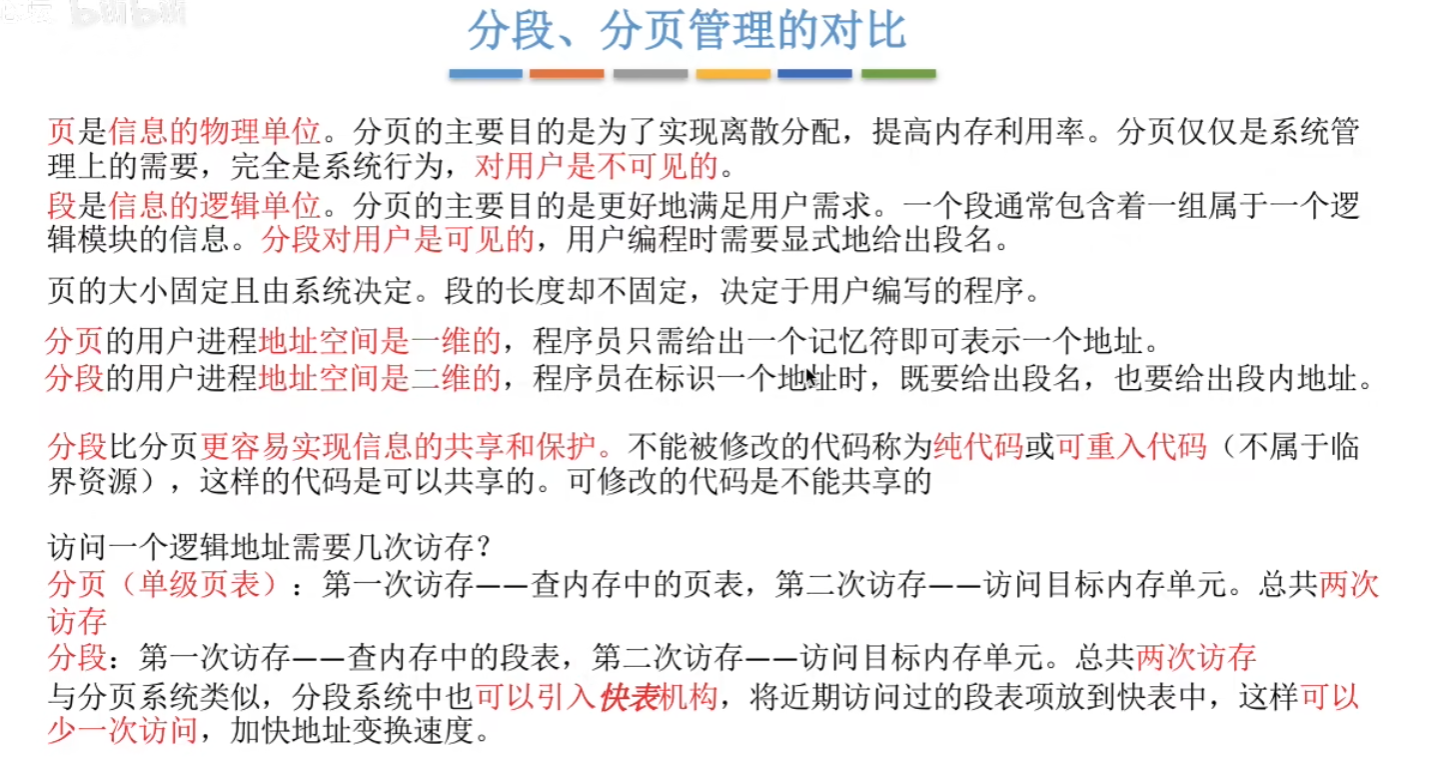 分段、分页管理的对比
页是信息的物理单位。分页的主要目的是为了实现离散分配，提高内存利用率。分页仅仅是系统管
理上的需要，完全是系统行为，对用户是不可见的。
段是信息的逻辑单位。分页的主要目的是更好地满足用户需求。一个段通常包含着一组属于一个逻
辑模块的信息。分段对用户是可见的，用户编程时需要显式地给出段名。
页的大小固定且由系统决定。段的长度却不固定，决定于用户编写的程序。
分页的用户进程地址空间是一维的，程序员只需给出一个记忆符即可表示一个地址。
分段的用户进程地址空间是二维的，程序员在标识一个地址时，既要给出段名，也要给出段内地址。
分段比分页更容易实现信息的共享和保护。不能被修改的代码称为纯代码或可重入代码（不属于临
界资源），这样的代码是可以共享的。可修改的代码是不能共享的
访问一个逻辑地址需要几次访存？
分页（单级页表）：第一次访存——查内存中的页表，第二次访存——访问目标内存单元。总共两次
访存
分段：第一次访存——查内存中的段表，第二次访存——访问目标内存单元。总共两次访存
与分页系统类似，分段系统中也可以引入快表机构，将近期访问过的段表项放到快表中，这样可以
少一次访问，加快地址变换速度。